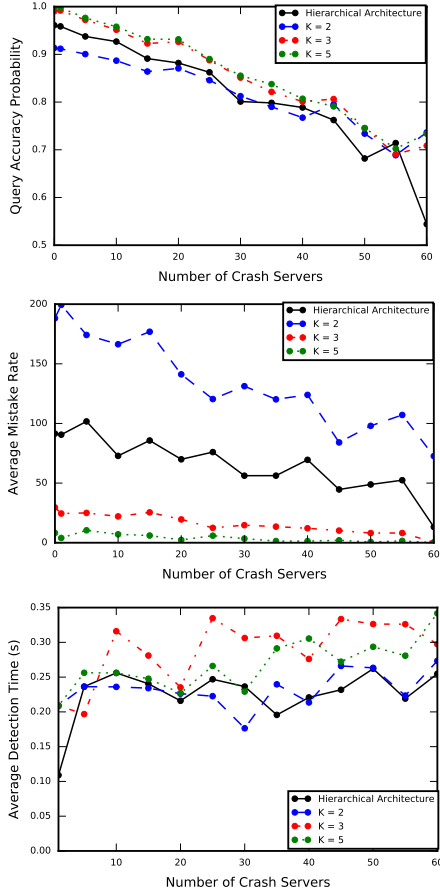 1.0
0.9
0.8
0.7
0.6
0.5
Query Accuracy Probability
Hierarchical Architecture
K = 2
K = 3
K = 5
0 10 20 30 40 50 60
Number of Crash Servers
200
150
100
50
0
Average Mistake Rate
Hierarchical Architecture
K = 2
K = 3
K = 5
0 10 20 30 40 50 60
Number of Crash Servers
0.35
0.30
0.25
0.20
0.15
0.10
0.05
0.00
Average Detection Time (s)
Hierarchical Architecture
K = 2
K = 3
K = 5
10 20 30 40 50 60
Number of Crash Servers